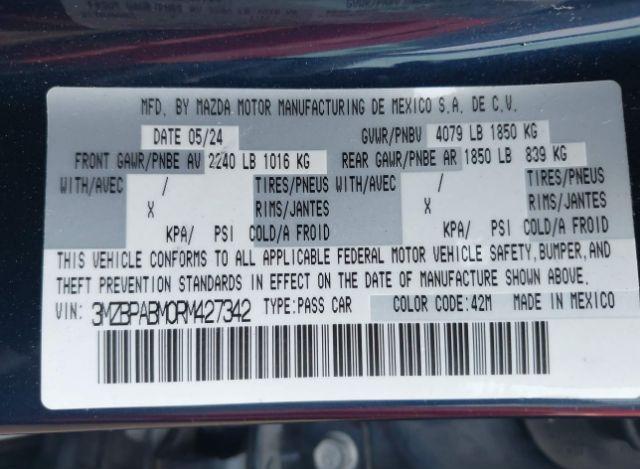 MFD. BY MAZDA MOTOR MANUFACTURING DE MEXICO S.A. DE C.V.
DATE 05/24 GVWR/PNBV 4079 LB 1850 KG
FRONT GAWR/PNBE AV 2240 LB 1016 KG REAR GAWR/PNBE AR 1850 LB 839 KG
WITH/AVEC / TIRES/PNEUS WITH/AVEC / TIRES/PNEUS
X RIMS/JANTES X RIMS/JANTES
KPA/ PSI COLD/A FROID KPA/ PSI COLD/A FROID
THIS VEHICLE CONFORMS TO ALL APPLICABLE FEDERAL MOTOR VEHICLE SAFETY, BUMPER, AND
THEFT PREVENTION STANDARDS IN EFFECT ON THE DATE OF MANUFACTURE SHOWN ABOVE.
VIN: 3MZBPABM0RM427342 TYPE:PASS CAR COLOR CODE:42M MADE IN MEXICO